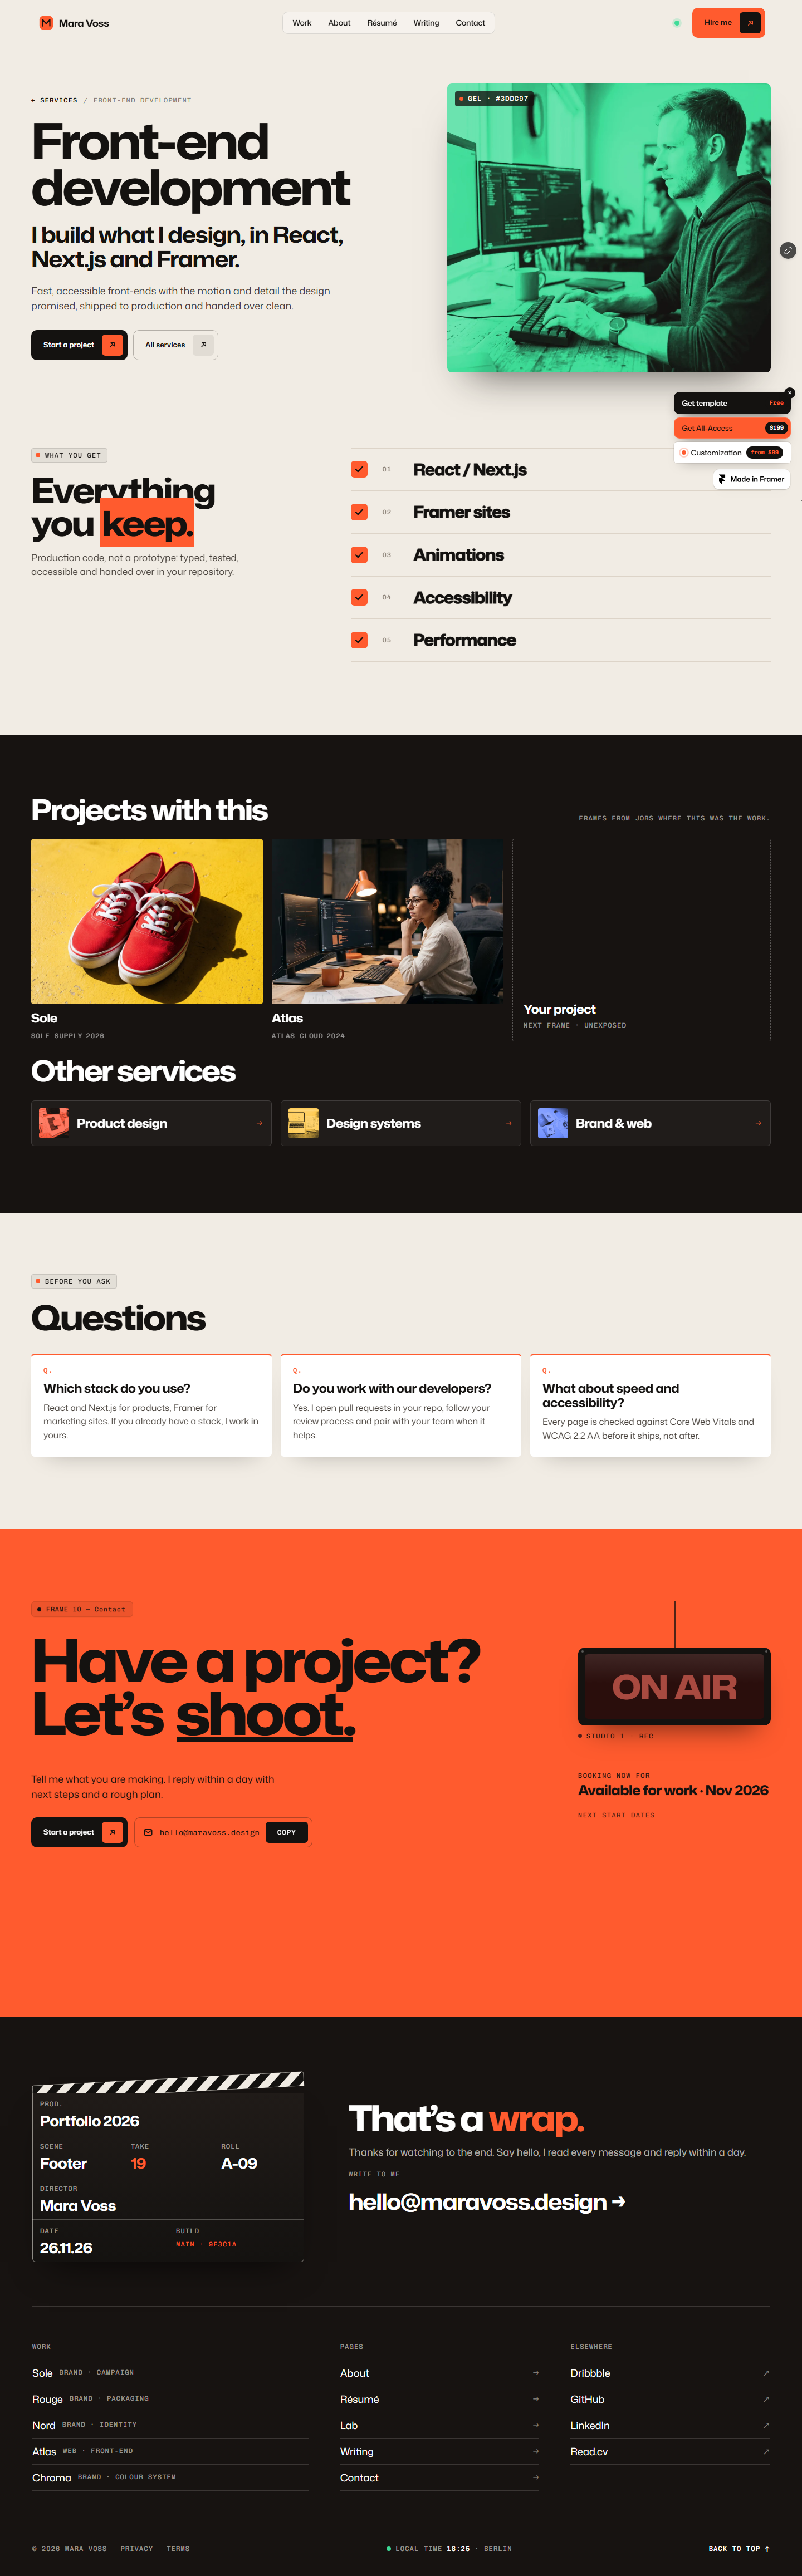 Mara Voss
Work About Résumé Writing Contact
Hire me
← SERVICES / FRONT-END DEVELOPMENT
Front-end
development
I build what I design, in React,
Next.js and Framer.
Fast, accessible front-ends with the motion and detail the design
promised, shipped to production and handed over clean.
Start a project
All services
GEL · #3DDC97
Get template Free
Get All-Access $199
Customization from $99
Made in Framer
WHAT YOU GET
Everything
you keep.
Production code, not a prototype: typed, tested,
accessible and handed over in your repository.
01 React / Next.js
02 Framer sites
03 Animations
04 Accessibility
05 Performance
Projects with this
FRAMES FROM JOBS WHERE THIS WAS THE WORK.
Sole
SOLE SUPPLY 2026
Atlas
ATLAS CLOUD 2024
Your project
NEXT FRAME · UNEXPOSED
Other services
Product design →
Design systems →
Brand & web →
BEFORE YOU ASK
Questions
Q.
Which stack do you use?
React and Next.js for products, Framer for
marketing sites. If you already have a stack, I work in
yours.
Q.
Do you work with our developers?
Yes. I open pull requests in your repo, follow your
review process and pair with your team when it
helps.
Q.
What about speed and
accessibility?
Every page is checked against Core Web Vitals and
WCAG 2.2 AA before it ships, not after.
FRAME 10 — Contact
Have a project?
Let's shoot.
Tell me what you are making. I reply within a day with
next steps and a rough plan.
Start a project
hello@maravoss.design COPY
ON AIR
STUDIO 1 · REC
BOOKING NOW FOR
Available for work · Nov 2026
NEXT START DATES
PROD.
Portfolio 2026
SCENE TAKE ROLL
Footer 19 A-09
DIRECTOR
Mara Voss
DATE BUILD
26.11.26 MAIN · 9F3C1A
That's a wrap.
Thanks for watching to the end. Say hello, I read every message and reply within a day.
WRITE TO ME
hello@maravoss.design →
WORK
Sole BRAND · CAMPAIGN
Rouge BRAND · PACKAGING
Nord BRAND · IDENTITY
Atlas WEB · FRONT-END
Chroma BRAND · COLOUR SYSTEM
PAGES
About →
Résumé →
Lab →
Writing →
Contact →
ELSEWHERE
Dribbble ↗
GitHub ↗
LinkedIn ↗
Read.cv ↗
© 2026 MARA VOSS PRIVACY TERMS
LOCAL TIME 18:25 · BERLIN
BACK TO TOP ↑